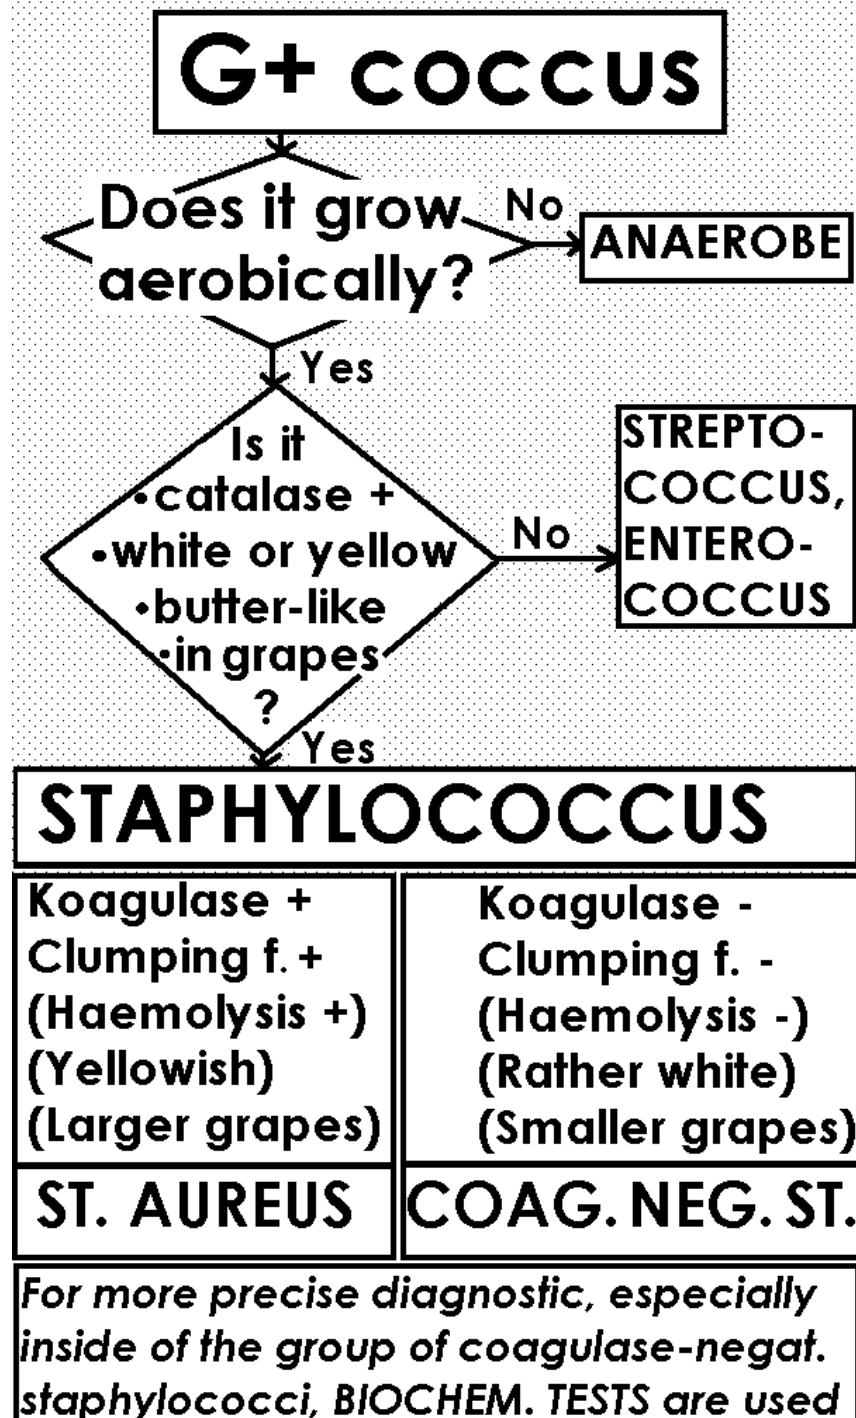 G+ coccus
Does it grow
aerobically?
No
ANAEROBE
Yes
Is it
•catalase +
•white or yellow
•butter-like
•in grapes
?
No
STREPTO-
COCCUS,
ENTERO-
COCCUS
Yes
STAPHYLOCOCCUS
Koagulase +
Clumping f. +
(Haemolysis +)
(Yellowish)
(Larger grapes)
ST. AUREUS
Koagulase -
Clumping f. -
(Haemolysis -)
(Rather white)
(Smaller grapes)
COAG. NEG. ST.
For more precise diagnostic, especially
inside of the group of coagulase-negat.
staphylococci, BIOCHEM. TESTS are used